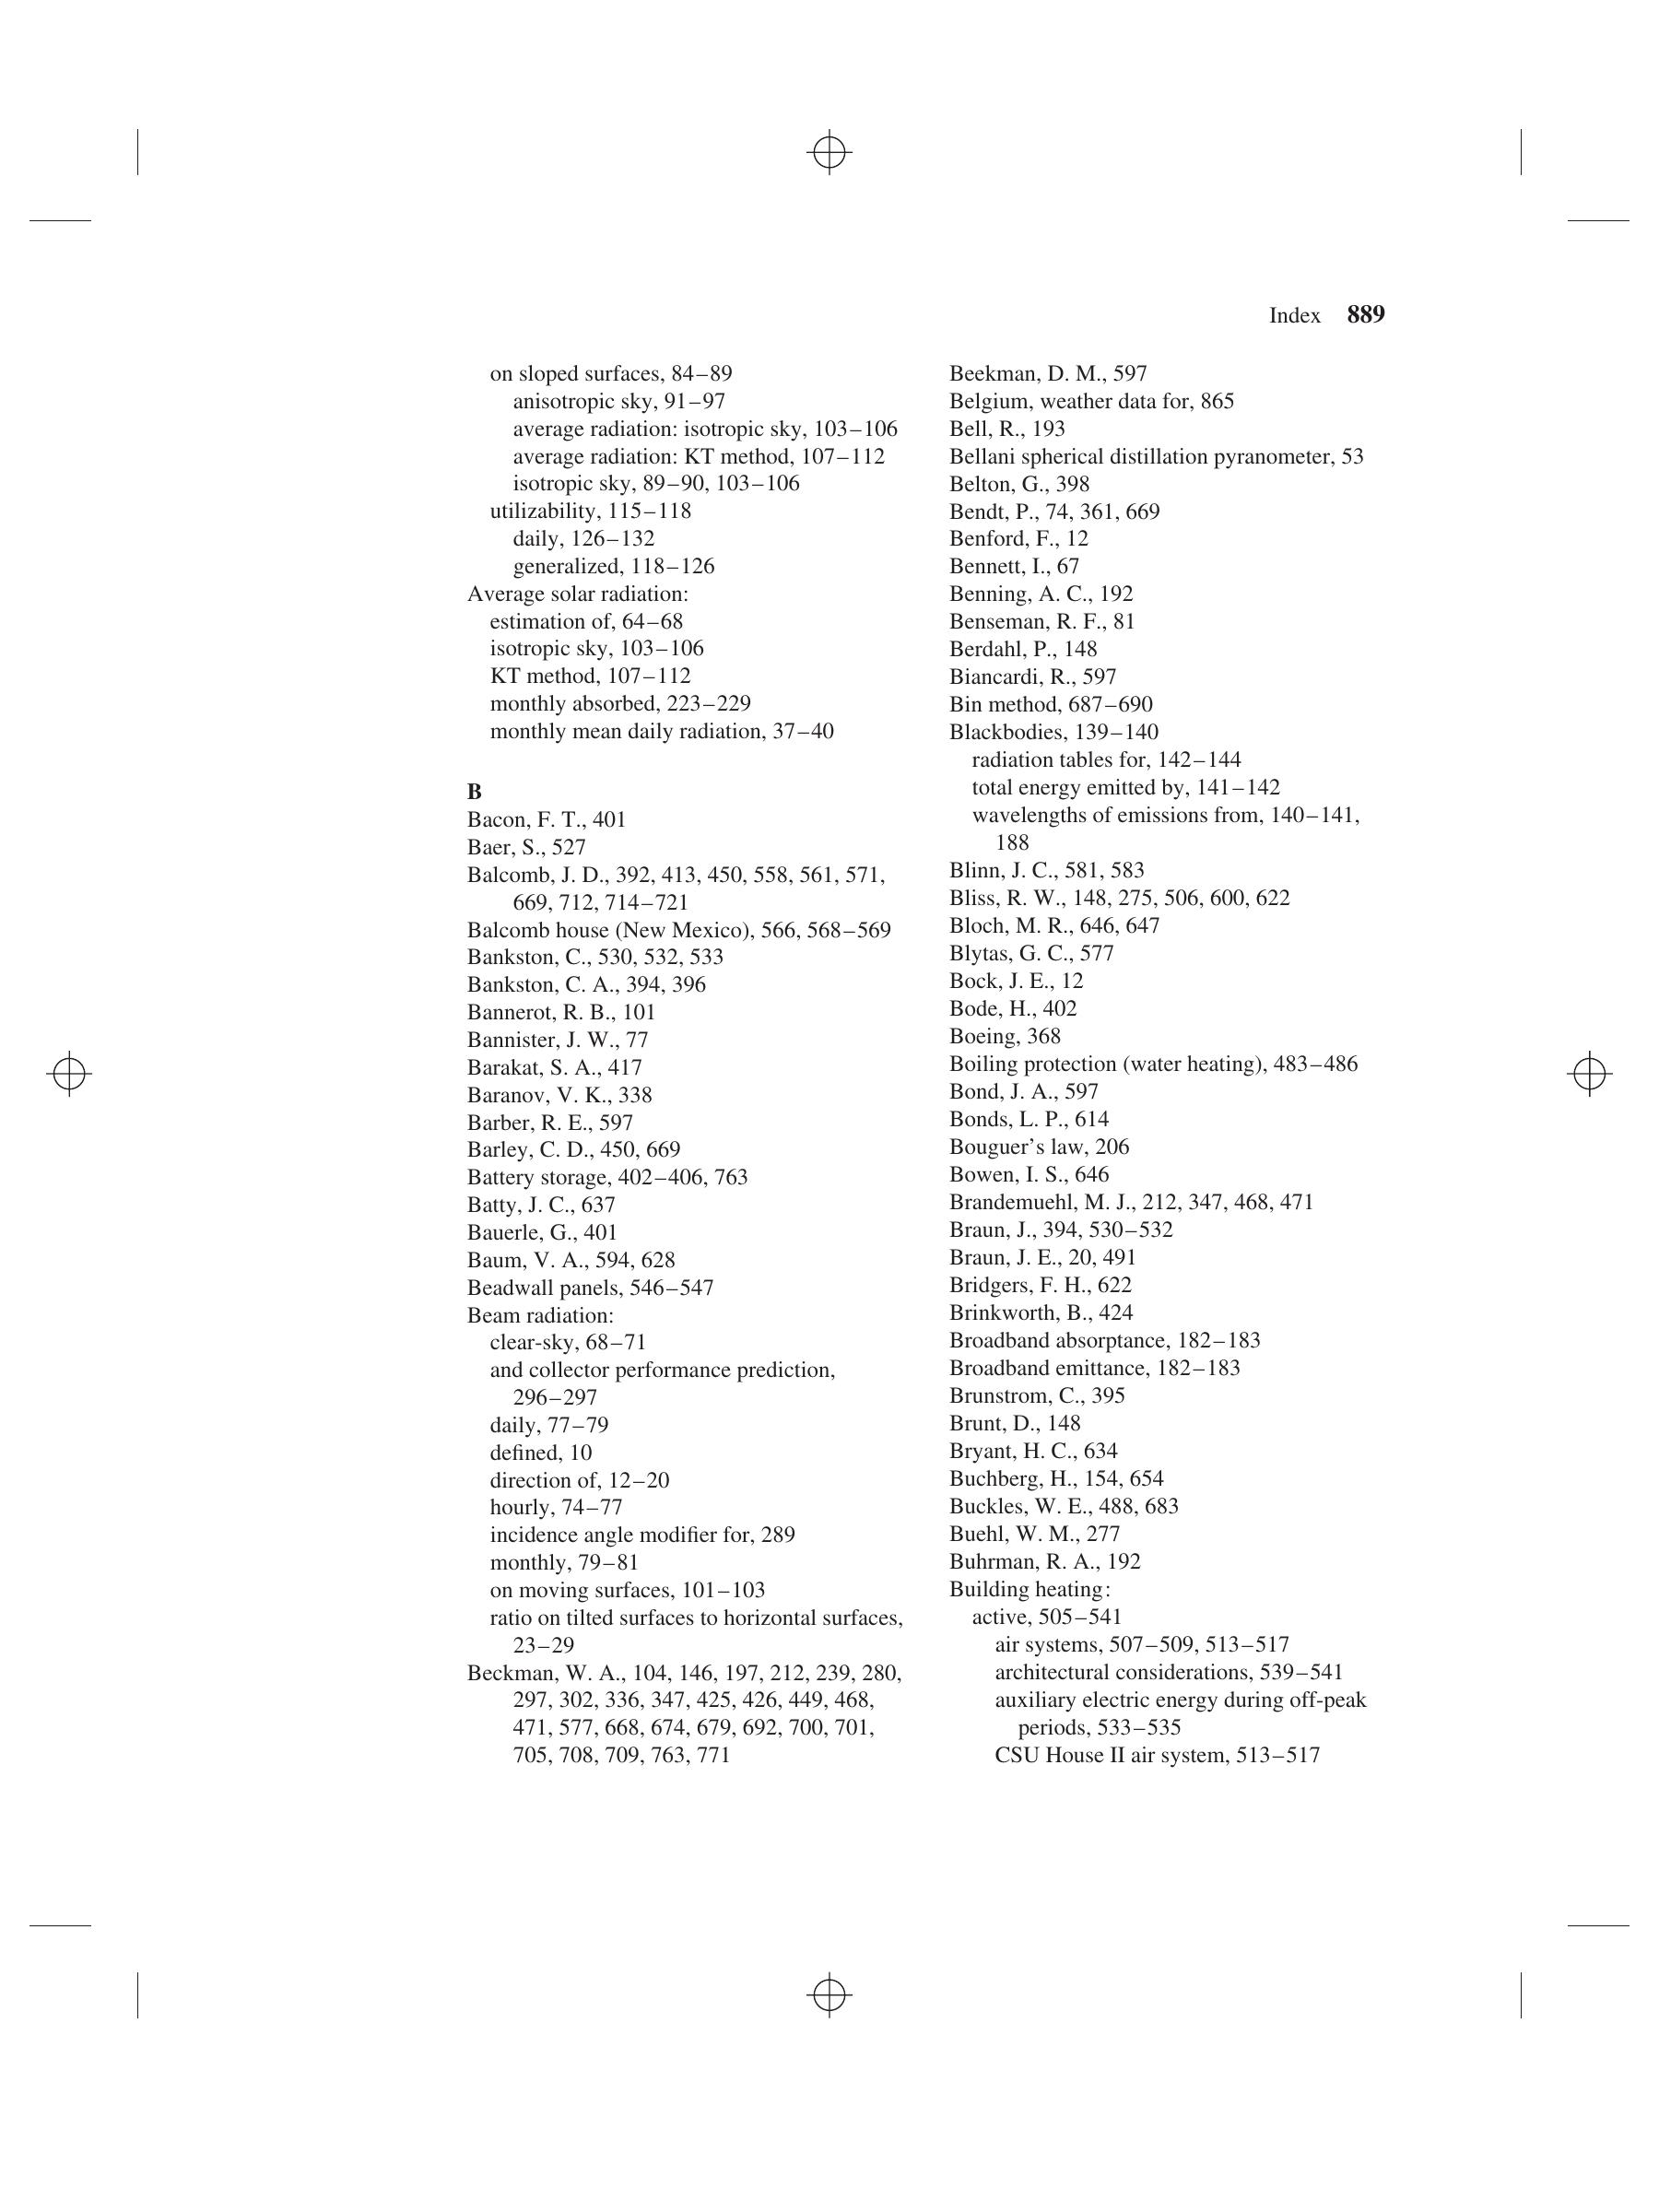 Index 889
on sloped surfaces, 84–89
anisotropic sky, 91–97
average radiation: isotropic sky, 103–106
average radiation: KT method, 107–112
isotropic sky, 89–90, 103–106
utilizability, 115–118
daily, 126–132
generalized, 118–126
Average solar radiation:
estimation of, 64–68
isotropic sky, 103–106
KT method, 107–112
monthly absorbed, 223–229
monthly mean daily radiation, 37–40
B
Bacon, F. T., 401
Baer, S., 527
Balcomb, J. D., 392, 413, 450, 558, 561, 571,
669, 712, 714–721
Balcomb house (New Mexico), 566, 568–569
Bankston, C., 530, 532, 533
Bankston, C. A., 394, 396
Bannerot, R. B., 101
Bannister, J. W., 77
Barakat, S. A., 417
Baranov, V. K., 338
Barber, R. E., 597
Barley, C. D., 450, 669
Battery storage, 402–406, 763
Batty, J. C., 637
Bauerle, G., 401
Baum, V. A., 594, 628
Beadwall panels, 546–547
Beam radiation:
clear-sky, 68–71
and collector performance prediction,
296–297
daily, 77–79
defined, 10
direction of, 12–20
hourly, 74–77
incidence angle modifier for, 289
monthly, 79–81
on moving surfaces, 101–103
ratio on tilted surfaces to horizontal surfaces,
23–29
Beckman, W. A., 104, 146, 197, 212, 239, 280,
297, 302, 336, 347, 425, 426, 449, 468,
471, 577, 668, 674, 679, 692, 700, 701,
705, 708, 709, 763, 771
Beekman, D. M., 597
Belgium, weather data for, 865
Bell, R., 193
Bellani spherical distillation pyranometer, 53
Belton, G., 398
Bendt, P., 74, 361, 669
Benford, F., 12
Bennett, I., 67
Benning, A. C., 192
Benseman, R. F., 81
Berdahl, P., 148
Biancardi, R., 597
Bin method, 687–690
Blackbodies, 139–140
radiation tables for, 142–144
total energy emitted by, 141–142
wavelengths of emissions from, 140–141,
188
Blinn, J. C., 581, 583
Bliss, R. W., 148, 275, 506, 600, 622
Bloch, M. R., 646, 647
Blytas, G. C., 577
Bock, J. E., 12
Bode, H., 402
Boeing, 368
Boiling protection (water heating), 483–486
Bond, J. A., 597
Bonds, L. P., 614
Bouguer’s law, 206
Bowen, I. S., 646
Brandemuehl, M. J., 212, 347, 468, 471
Braun, J., 394, 530–532
Braun, J. E., 20, 491
Bridgers, F. H., 622
Brinkworth, B., 424
Broadband absorptance, 182–183
Broadband emittance, 182–183
Brunstrom, C., 395
Brunt, D., 148
Bryant, H. C., 634
Buchberg, H., 154, 654
Buckles, W. E., 488, 683
Buehl, W. M., 277
Buhrman, R. A., 192
Building heating:
active, 505–541
air systems, 507–509, 513–517
architectural considerations, 539–541
auxiliary electric energy during off-peak
periods, 533–535
CSU House II air system, 513–517